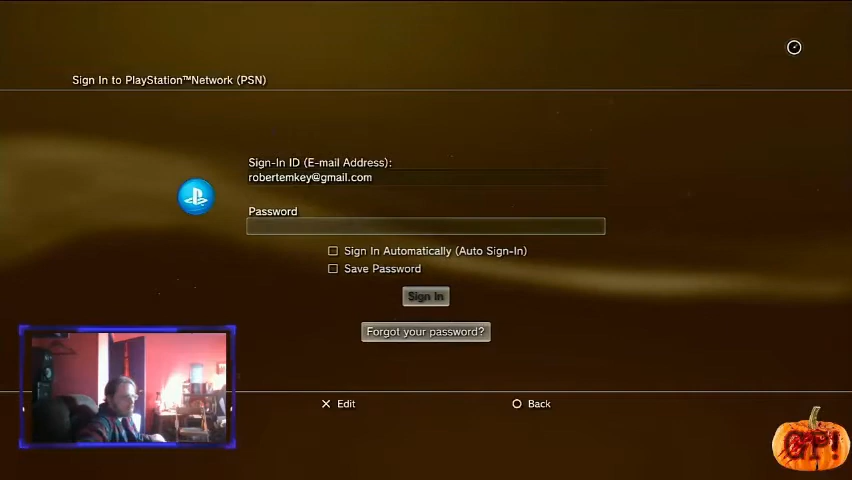 Sign In to PlayStation™Network (PSN)
Sign-In ID (E-mail Address):
robertemkey@gmail.com
Password
Sign In Automatically (Auto Sign-In)
Save Password
Sign In
Forgot your password?
X Edit
O Back
GP!